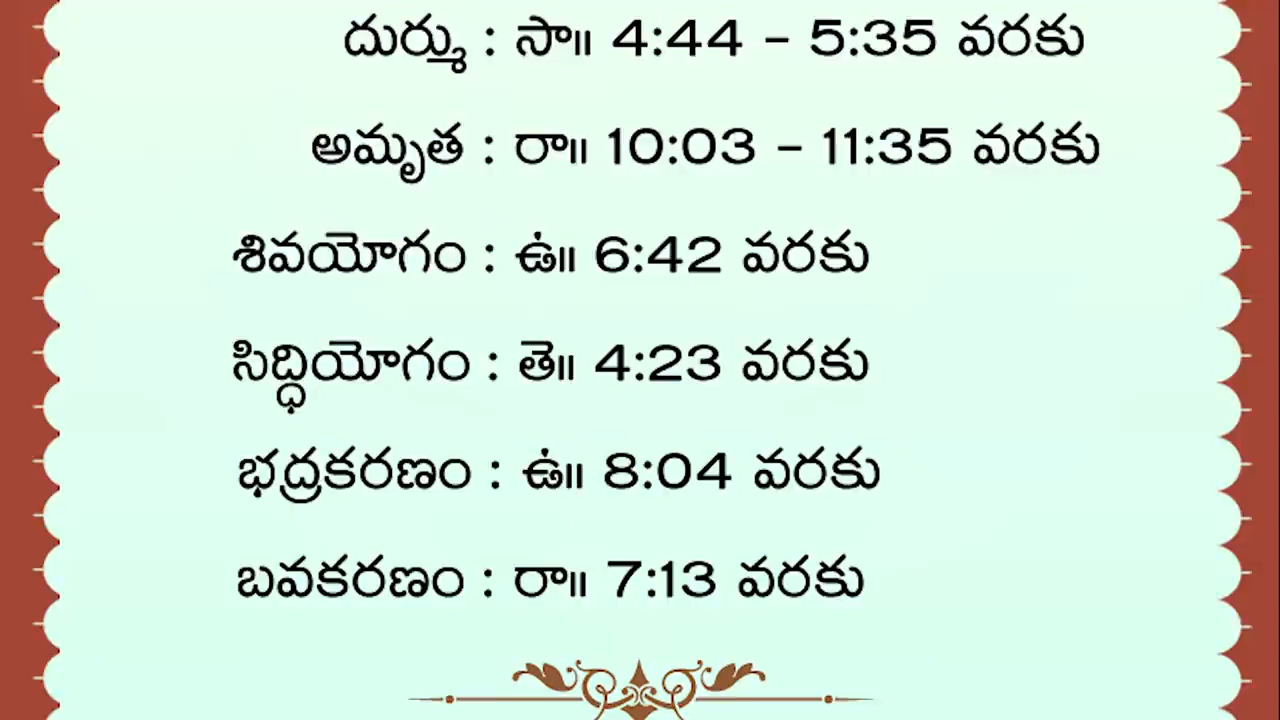 దుర్ము : సా॥ 4:44 - 5:35 వరకు
అమృత : రా॥ 10:03 - 11:35 వరకు
శివయోగం : ఉ॥ 6:42 వరకు
సిద్ధియోగం : తె॥ 4:23 వరకు
భద్రకరణం : ఉ॥ 8:04 వరకు
బవకరణం : రా॥ 7:13 వరకు